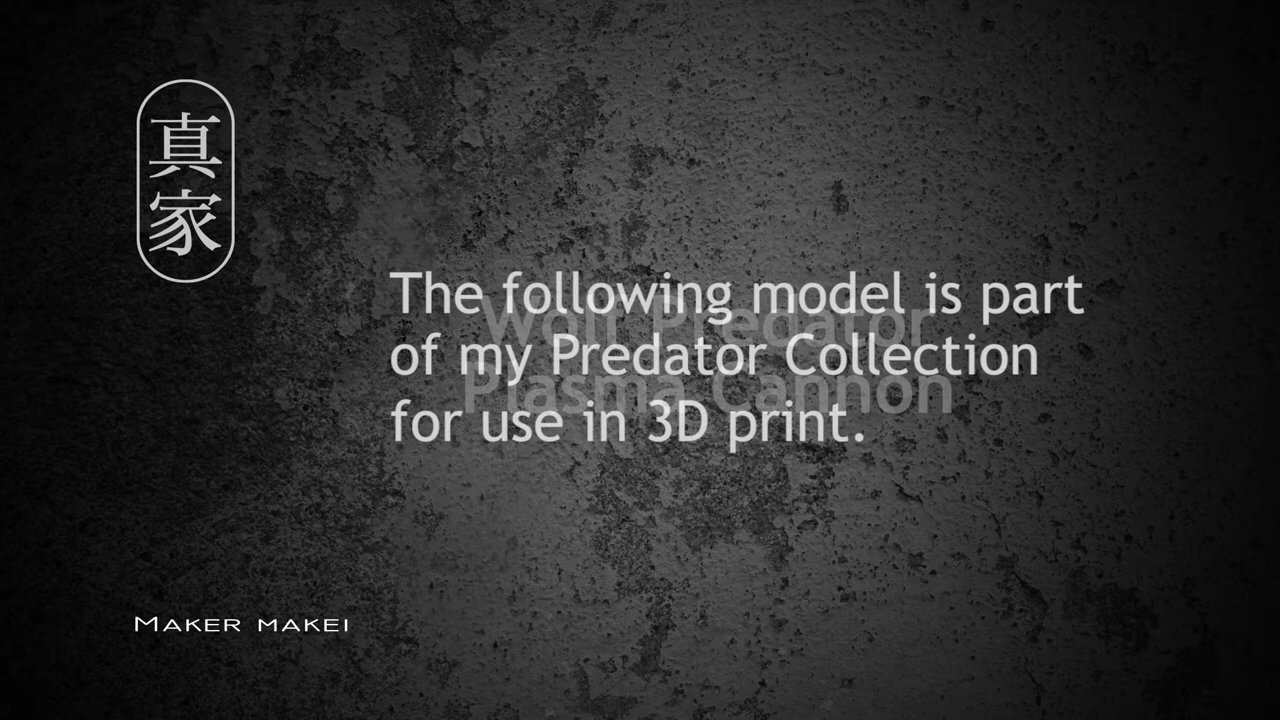 真家
The following model is part
of my Predator Collection
for use in 3D print.
Wolf Predator
Plasma Cannon
Maker makei